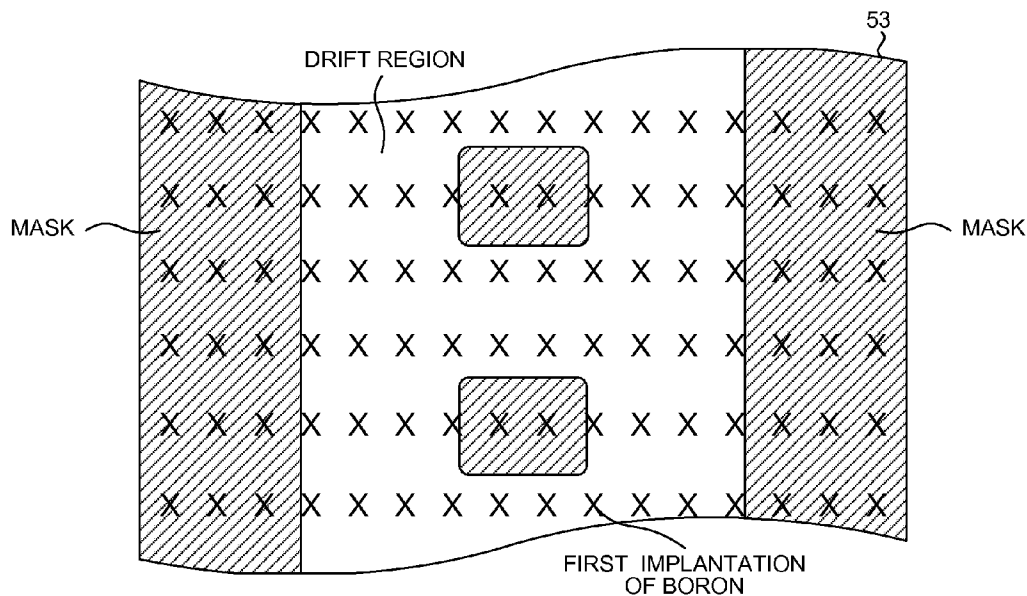 53
DRIFT REGION
MASK
MASK
FIRST IMPLANTATION
OF BORON